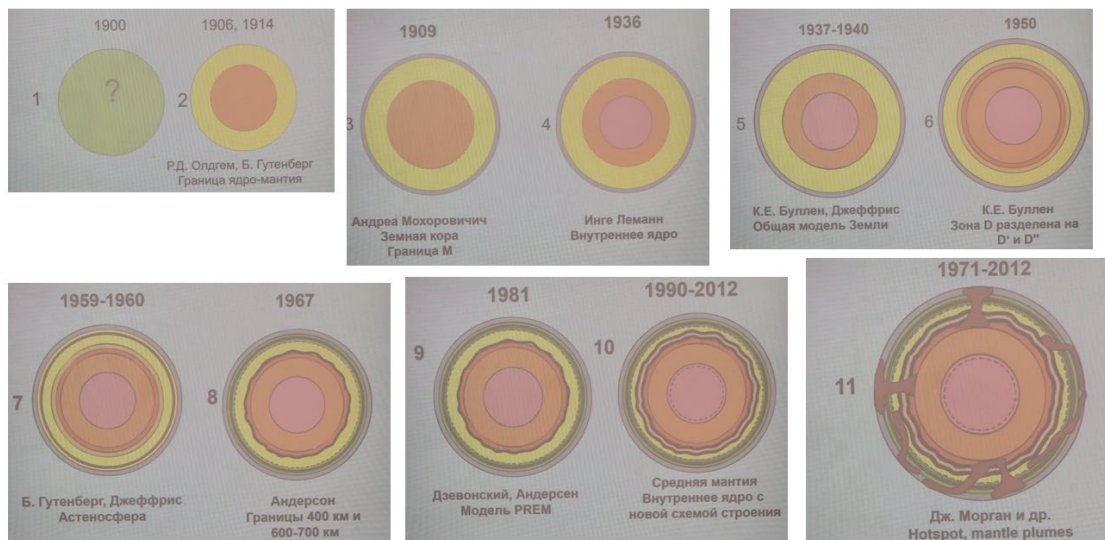 1900
1906, 1914
1
?
2
Р.Д. Олдгем, Б. Гутенберг
Граница ядро-мантия
1909
1936
3
4
Андреа Мохоровичич
Земная кора
Граница М
Инге Леманн
Внутреннее ядро
1937-1940
1950
5
6
К.Е. Буллен, Джеффрис
Общая модель Земли
К.Е. Буллен
Зона D разделена на
D' и D"
1959-1960
1967
7
8
Б. Гутенберг, Джеффрис
Астеносфера
Андерсон
Границы 400 км и
600-700 км
1981
1990-2012
9
10
Дзевонский, Андерсен
Модель PREM
Средняя мантия
Внутреннее ядро с
новой схемой строения
1971-2012
11
Дж. Морган и др.
Hotspot, mantle plumes